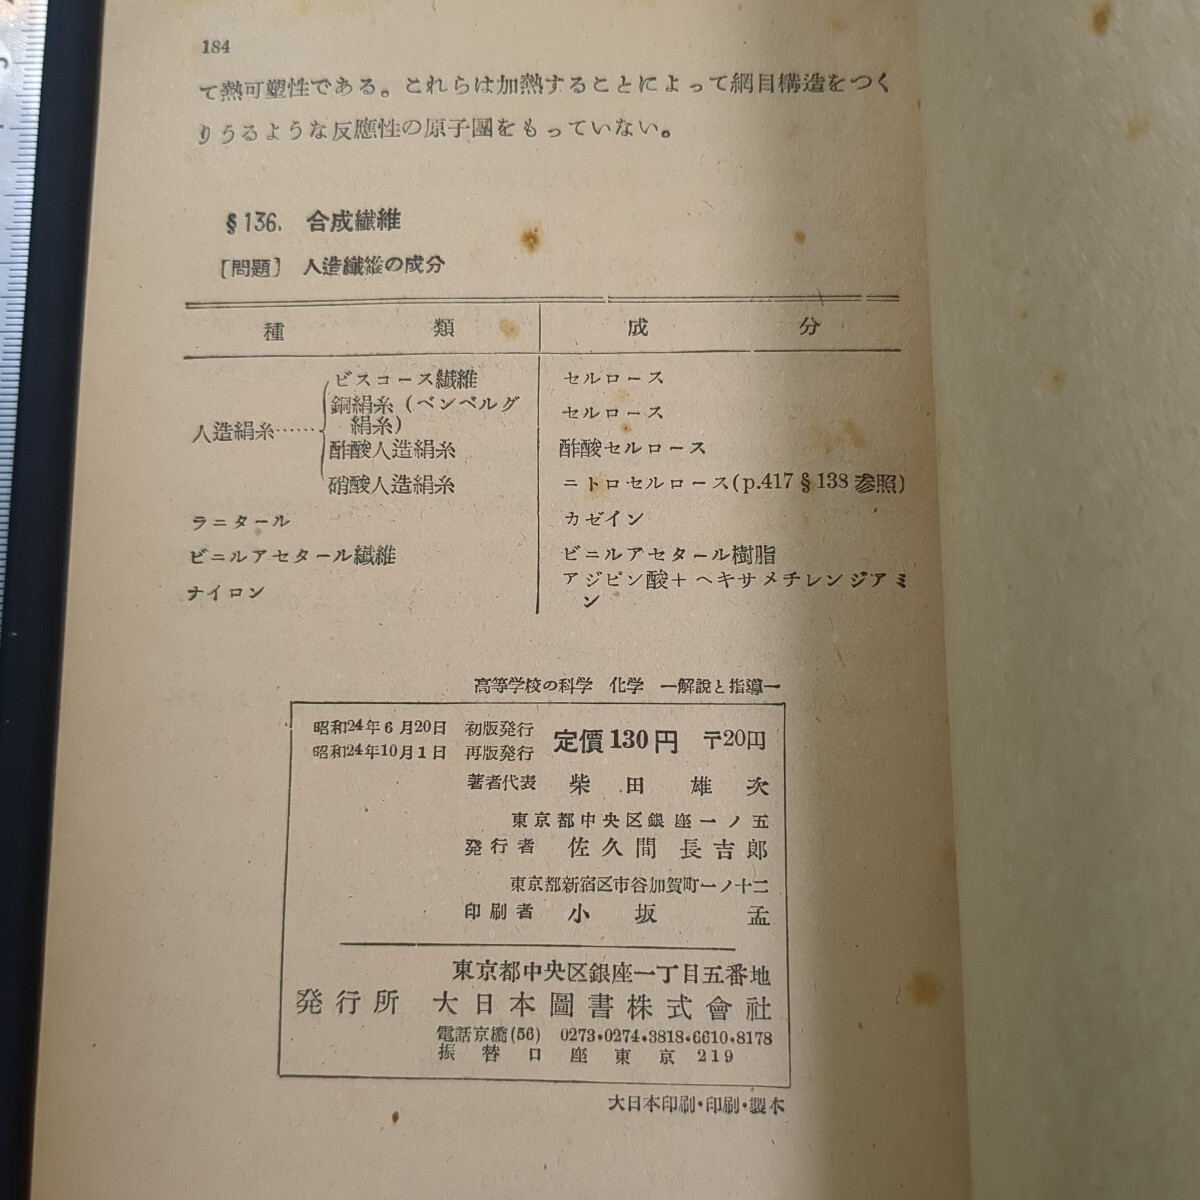 184
て熱可塑性である。これらは加熱することによって網目構造をつく
りうるような反應性の原子團をもっていない。
§136. 合成繊維
［問題］ 人造繊維の成分
種 類 成 分
ビスコース繊維 セルロース
銅絹糸（ベンベルグ セルロース
絹糸）
人造絹糸……
酢酸人造絹糸 酢酸セルロース
硝酸人造絹糸 ニトロセルロース(p.417 §138 参照)
ラニタール カゼイン
ビニルアセタール繊維 ビニルアセタール樹脂
ナイロン アジピン酸＋ヘキサメチレンジアミ
ン
高等学校の科学 化学 —解説と指導—
昭和24年6月20日 初版発行
昭和24年10月1日 再版発行
定價130円 〒20円
著者代表 柴田雄次
東京都中央区銀座一ノ五
発行者 佐久間長吉郎
東京都新宿区市谷加賀町一ノ十二
印刷者 小坂孟
東京都中央区銀座一丁目五番地
発行所 大日本圖書株式會社
電話京橋(56) 0273・0274・3818・6610・8178
振替口座東京219
大日本印刷・印刷・製本